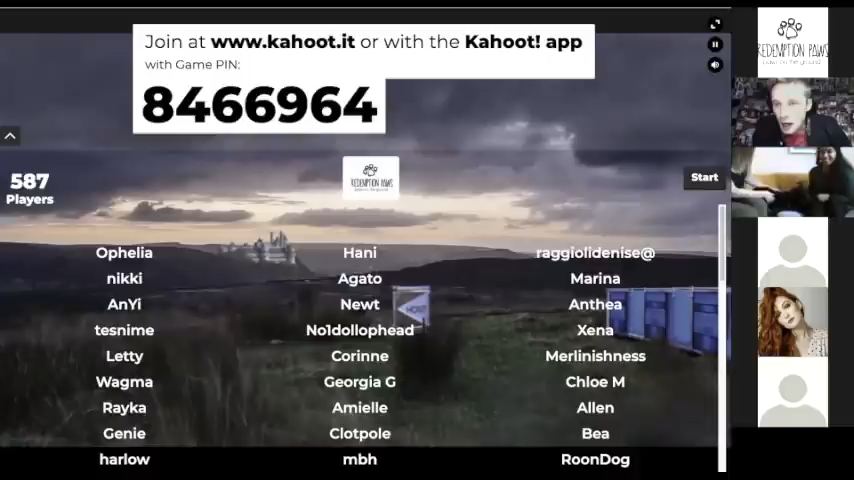 Join at www.kahoot.it or with the Kahoot! app
with Game PIN:
8466964
587
Players
REDEMPTION PAWS
Start
Ophelia Hani raggiolidenise@
nikki Agato Marina
AnYi Newt Anthea
tesnime No1dollophead Xena
Letty Corinne Merlinishness
Wagma Georgia G Chloe M
Rayka Amielle Allen
Genie Clotpole Bea
harlow mbh RoonDog
REDEMPTION PAWS